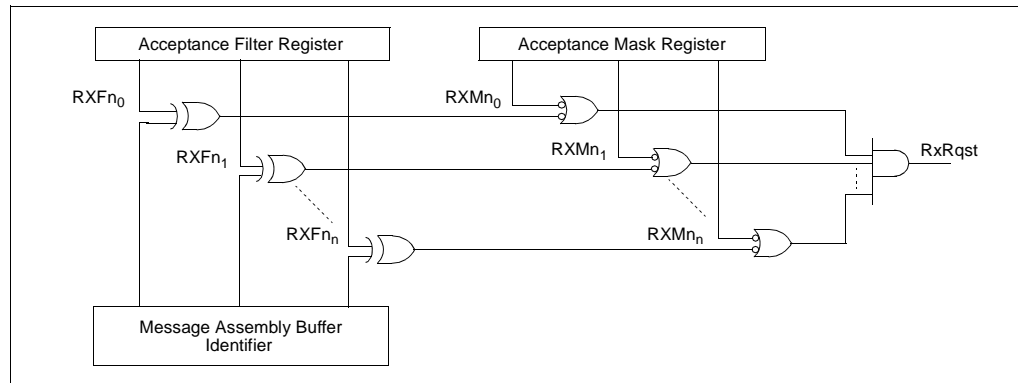 Acceptance Filter Register
Acceptance Mask Register
RXFn0
RXMn0
RXFn1
RXMn1
RxRqst
RXFnn
RXMnn
Message Assembly Buffer
Identifier